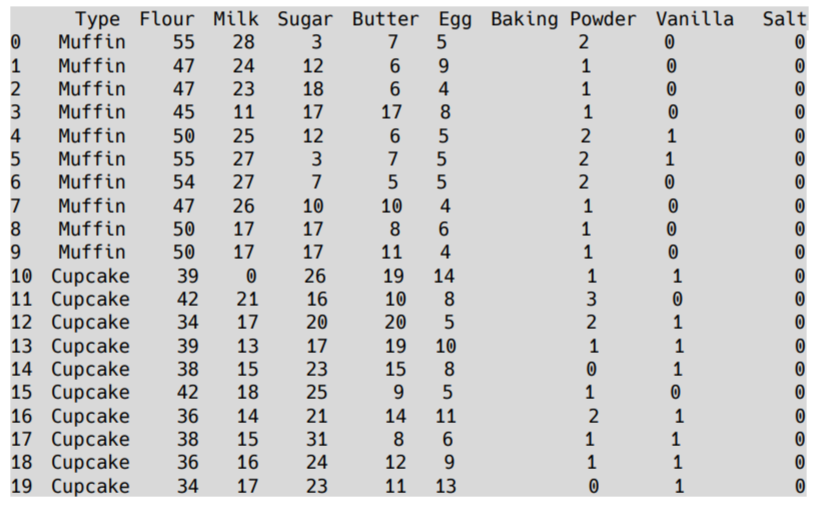 Type Flour Milk Sugar Butter Egg Baking Powder Vanilla Salt
0 Muffin 55 28 3 7 5 2 0 0
1 Muffin 47 24 12 6 9 1 0 0
2 Muffin 47 23 18 6 4 1 0 0
3 Muffin 45 11 17 17 8 1 0 0
4 Muffin 50 25 12 6 5 2 1 0
5 Muffin 55 27 3 7 5 2 1 0
6 Muffin 54 27 7 5 5 2 0 0
7 Muffin 47 26 10 10 4 1 0 0
8 Muffin 50 17 17 8 6 1 0 0
9 Muffin 50 17 17 11 4 1 0 0
10 Cupcake 39 0 26 19 14 1 1 0
11 Cupcake 42 21 16 10 8 3 0 0
12 Cupcake 34 17 20 20 5 2 1 0
13 Cupcake 39 13 17 19 10 1 1 0
14 Cupcake 38 15 23 15 8 0 1 0
15 Cupcake 42 18 25 9 5 1 0 0
16 Cupcake 36 14 21 14 11 2 1 0
17 Cupcake 38 15 31 8 6 1 1 0
18 Cupcake 36 16 24 12 9 1 1 0
19 Cupcake 34 17 23 11 13 0 1 0